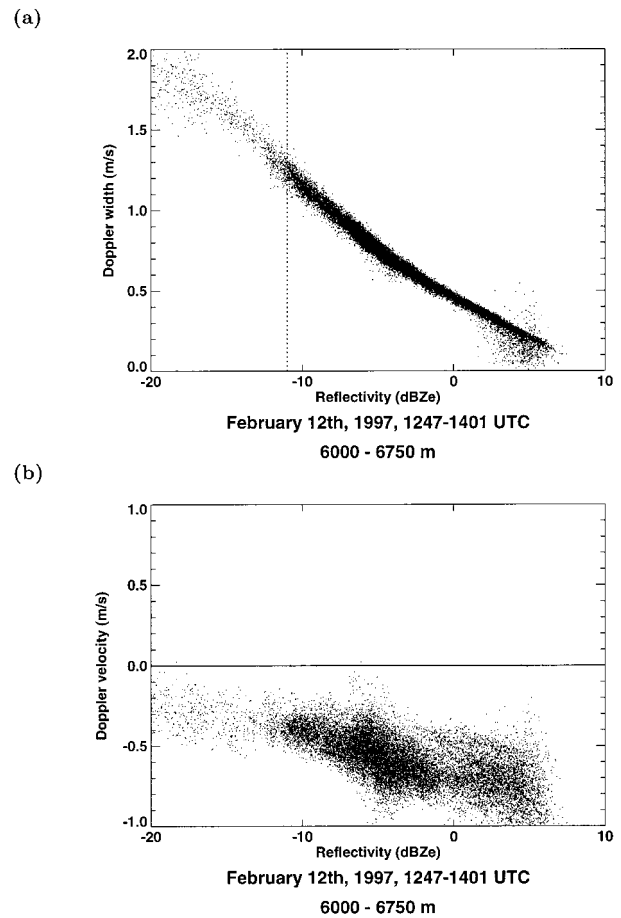 (a)
2.0
1.5
1.0
0.5
0.0
Doppler width (m/s)
-20 -10 0 10
Reflectivity (dBZe)
February 12th, 1997, 1247-1401 UTC
6000 - 6750 m
(b)
1.0
0.5
0.0
-0.5
-1.0
Doppler velocity (m/s)
-20 -10 0 10
Reflectivity (dBZe)
February 12th, 1997, 1247-1401 UTC
6000 - 6750 m